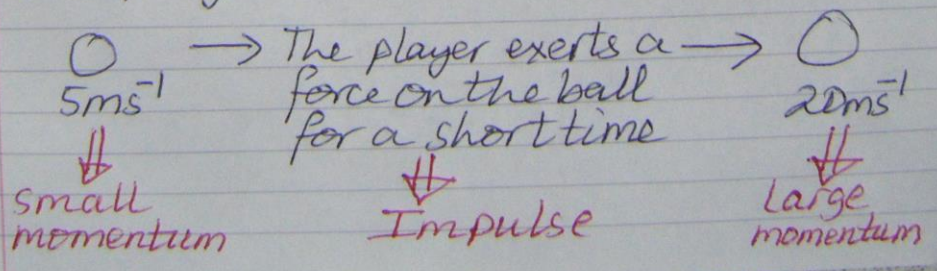 → The player exerts a →
5ms⁻¹ force on the ball 20ms⁻¹
for a short time
⇓ ⇓ ⇓
small Impulse Large
momentum momentum